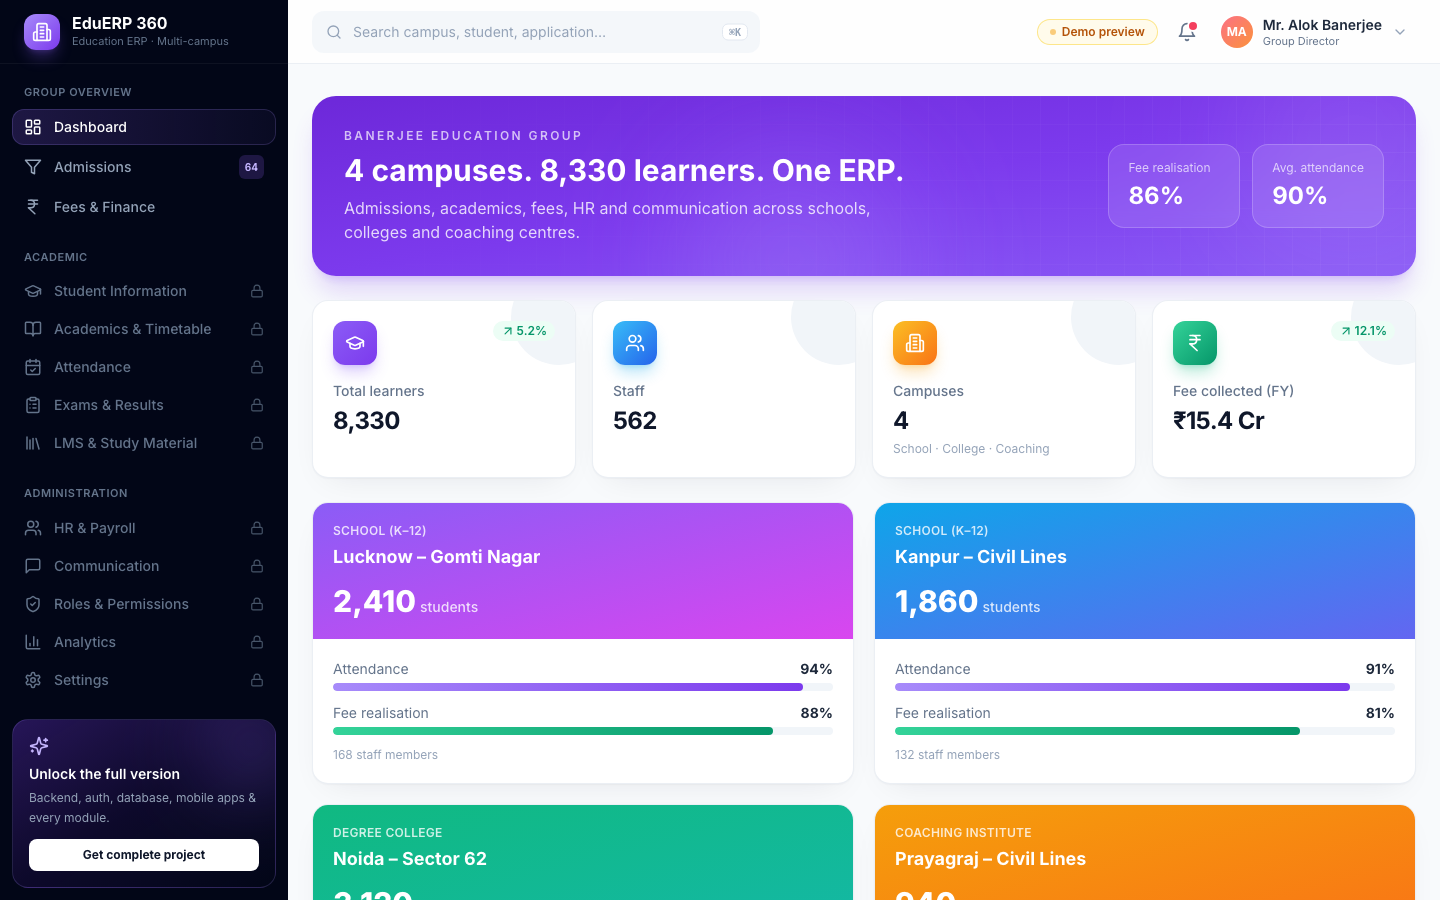 EduERP 360
Education ERP · Multi-campus
GROUP OVERVIEW
Dashboard
Admissions
64
Fees & Finance
ACADEMIC
Student Information
Academics & Timetable
Attendance
Exams & Results
LMS & Study Material
ADMINISTRATION
HR & Payroll
Communication
Roles & Permissions
Analytics
Settings
Unlock the full version
Backend, auth, database, mobile apps &
every module.
Get complete project
Search campus, student, application...
⌘K
Demo preview
MA
Mr. Alok Banerjee
Group Director
BANERJEE EDUCATION GROUP
4 campuses. 8,330 learners. One ERP.
Admissions, academics, fees, HR and communication across schools,
colleges and coaching centres.
Fee realisation
86%
Avg. attendance
90%
5.2%
Total learners
8,330
Staff
562
Campuses
4
School · College · Coaching
12.1%
Fee collected (FY)
₹15.4 Cr
SCHOOL (K–12)
Lucknow – Gomti Nagar
2,410 students
Attendance
94%
Fee realisation
88%
168 staff members
SCHOOL (K–12)
Kanpur – Civil Lines
1,860 students
Attendance
91%
Fee realisation
81%
132 staff members
DEGREE COLLEGE
Noida – Sector 62
COACHING INSTITUTE
Prayagraj – Civil Lines